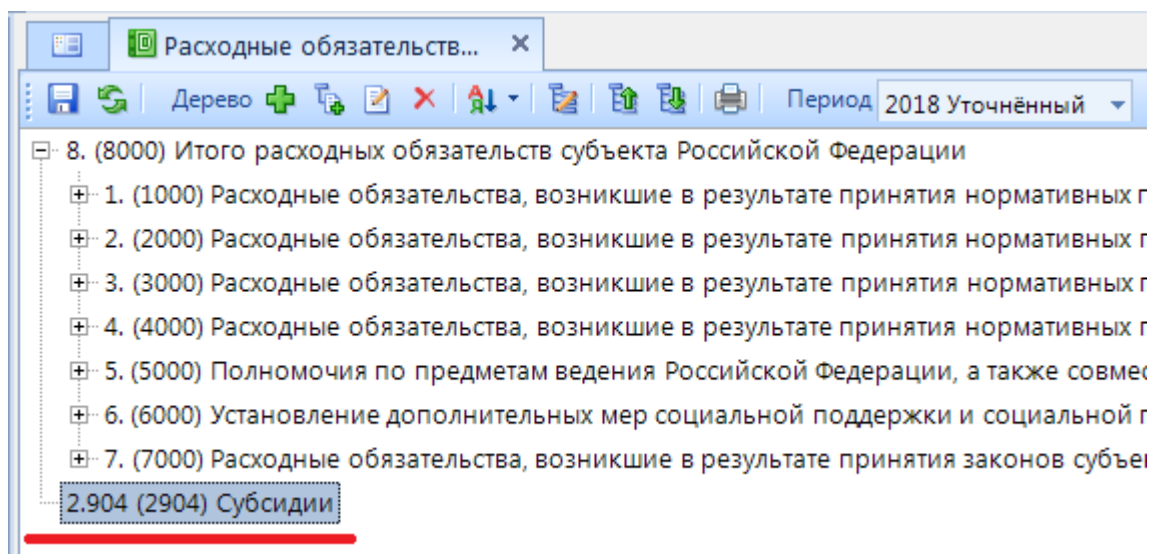 Расходные обязательств...
Дерево Период 2018 Уточнённый
8. (8000) Итого расходных обязательств субъекта Российской Федерации
1. (1000) Расходные обязательства, возникшие в результате принятия нормативных
2. (2000) Расходные обязательства, возникшие в результате принятия нормативных
3. (3000) Расходные обязательства, возникшие в результате принятия нормативных
4. (4000) Расходные обязательства, возникшие в результате принятия нормативных
5. (5000) Полномочия по предметам ведения Российской Федерации, а также совмес
6. (6000) Установление дополнительных мер социальной поддержки и социальной
7. (7000) Расходные обязательства, возникшие в результате принятия законов субъе
2.904 (2904) Субсидии